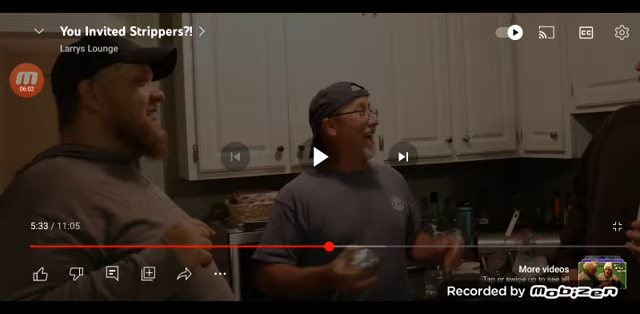 You Invited Strippers?!
Larrys Lounge
CC
m
06:02
5:33 / 11:05
More videos
Tap or swipe up to see all
Recorded by Mobizen